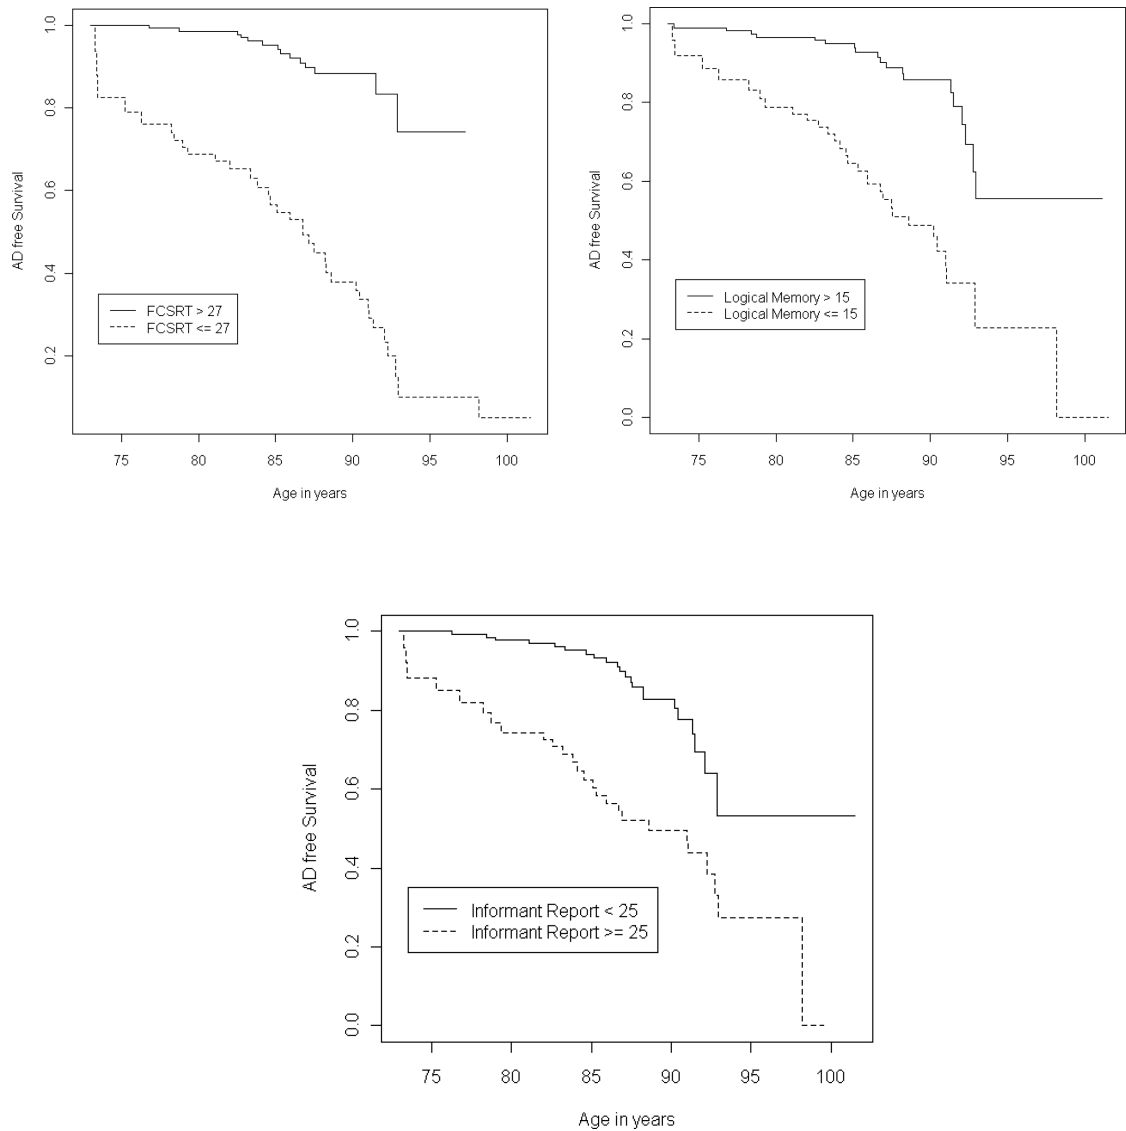 AD free Survival
1.0
0.8
0.6
0.4
0.2
FCSRT > 27
FCSRT <= 27
75 80 85 90 95 100
Age in years
AD free Survival
1.0
0.8
0.6
0.4
0.2
0.0
Logical Memory > 15
Logical Memory <= 15
75 80 85 90 95 100
Age in years
AD free Survival
1.0
0.8
0.6
0.4
0.2
0.0
Informant Report < 25
Informant Report >= 25
75 80 85 90 95 100
Age in years